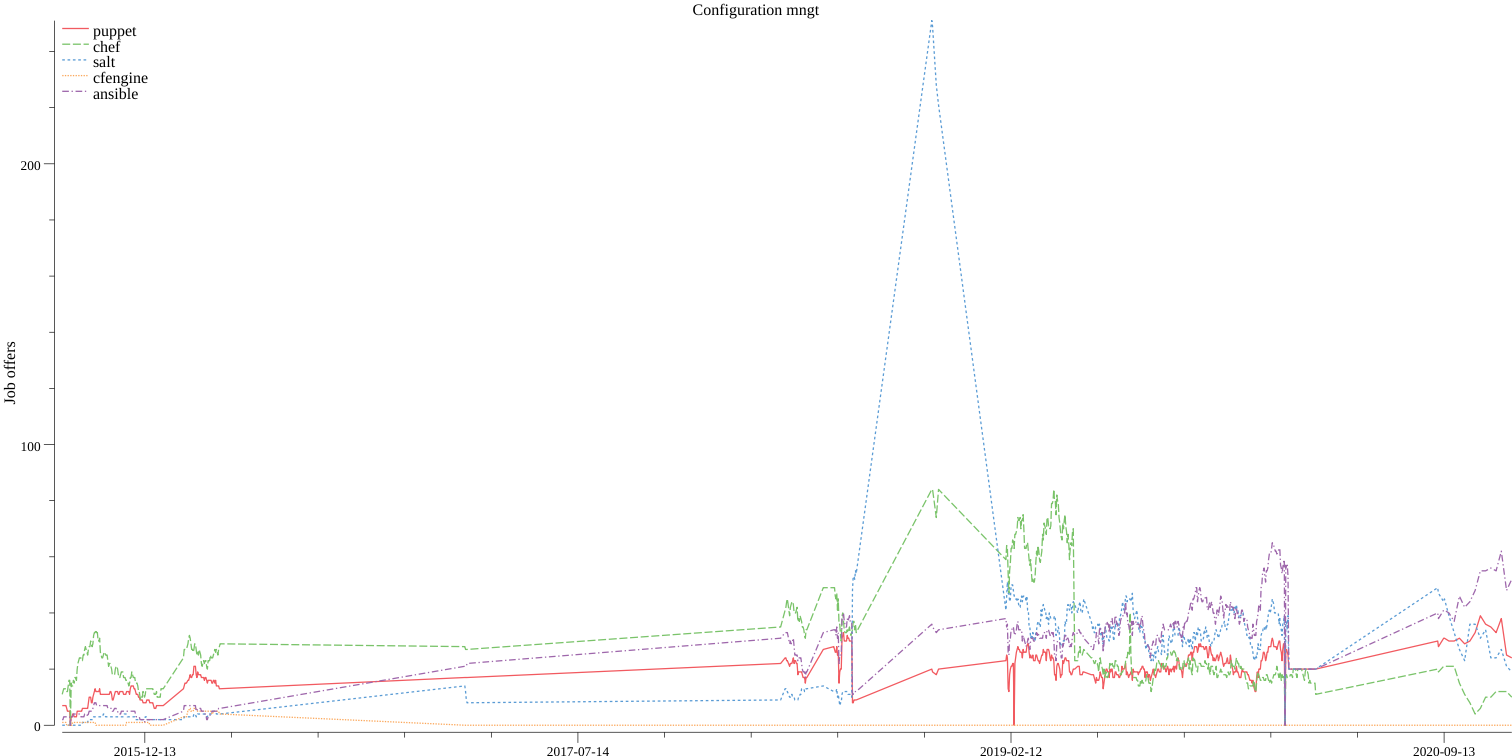 Configuration mngt
puppet
chef
salt
cfengine
ansible
200
100
0
Job offers
2015-12-13
2017-07-14
2019-02-12
2020-09-13